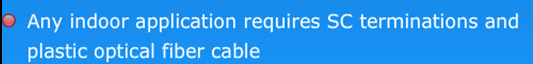 Any indoor application requires SC terminations and
plastic optical fiber cable